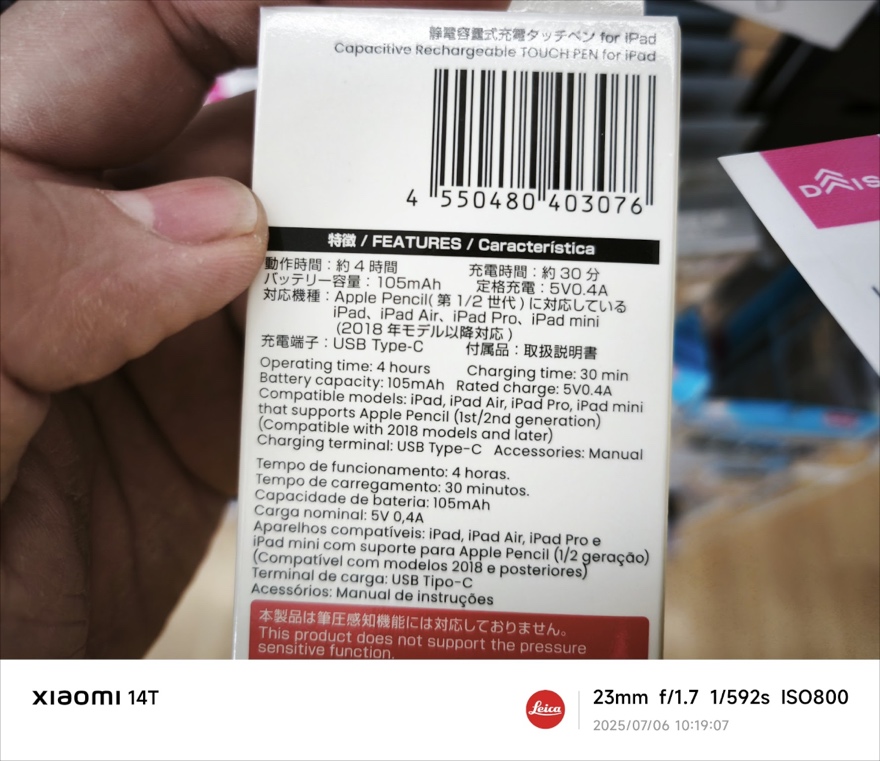 静電容量式充電タッチペン for iPad
Capacitive Rechargeable TOUCH PEN for iPad
4 550480 403076
特徴 / FEATURES / Característica
動作時間：約 4 時間 充電時間：約 30 分
バッテリー容量：105mAh 定格充電：5V0.4A
対応機種：Apple Pencil( 第 1/2 世代 ) に対応している
iPad、iPad Air、iPad Pro、iPad mini
(2018 年モデル以降対応 )
充電端子：USB Type-C 付属品：取扱説明書
Operating time: 4 hours Charging time: 30 min
Battery capacity: 105mAh Rated charge: 5V0.4A
Compatible models: iPad, iPad Air, iPad Pro, iPad mini
that supports Apple Pencil (1st/2nd generation)
(Compatible with 2018 models and later)
Charging terminal: USB Type-C Accessories: Manual
Tempo de funcionamento: 4 horas.
Tempo de carregamento: 30 minutos.
Capacidade de bateria: 105mAh
Carga nominal: 5V 0,4A
Aparelhos compatíveis: iPad, iPad Air, iPad Pro e
iPad mini com suporte para Apple Pencil (1/2 geração)
(Compatível com modelos 2018 e posteriores)
Terminal de carga: USB Tipo-C
Acessórios: Manual de instruções
本製品は筆圧感知機能には対応しておりません。
This product does not support the pressure
sensitive function.
DAIS
XIAOMI 14T
Leica
23mm f/1.7 1/592s ISO800
2025/07/06 10:19:07